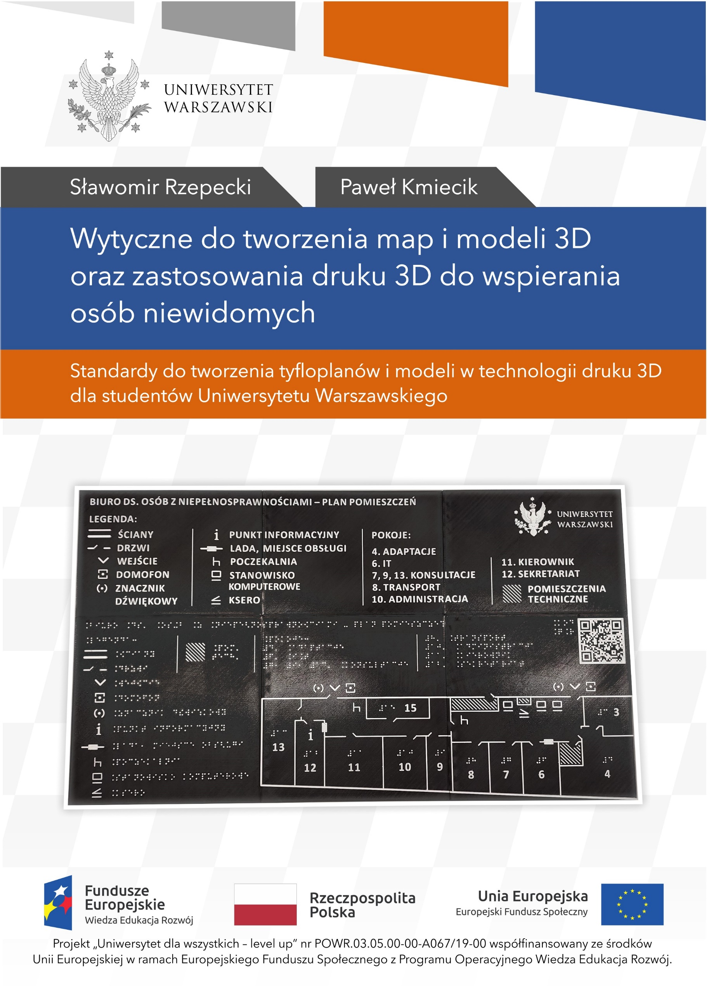 UNIWERSYTET
WARSZAWSKI
Sławomir Rzepecki
Paweł Kmiecik
Wytyczne do tworzenia map i modeli 3D
oraz zastosowania druku 3D do wspierania
osób niewidomych
Standardy do tworzenia tyfloplanów i modeli w technologii druku 3D
dla studentów Uniwersytetu Warszawskiego
BIURO DS. OSÓB Z NIEPEŁNOSPRAWNOŚCIAMI – PLAN POMIESZCZEŃ
LEGENDA:
ŚCIANY
DRZWI
WEJŚCIE
DOMOFON
ZNACZNIK
DŹWIĘKOWY
i PUNKT INFORMACYJNY
LADA, MIEJSCE OBSŁUGI
POCZEKALNIA
STANOWISKO
KOMPUTEROWE
KSERO
POKOJE:
4. ADAPTACJE
6. IT
7, 9, 13. KONSULTACJE
8. TRANSPORT
10. ADMINISTRACJA
UNIWERSYTET
WARSZAWSKI
11. KIEROWNIK
12. SEKRETARIAT
POMIESZCZENIA
TECHNICZNE
i
15
3
i
13
12
11
10
9
8
7
6
4
Fundusze
Europejskie
Wiedza Edukacja Rozwój
Rzeczpospolita
Polska
Unia Europejska
Europejski Fundusz Społeczny
Projekt „Uniwersytet dla wszystkich – level up” nr POWR.03.05.00-00-A067/19-00 współfinansowany ze środków
Unii Europejskiej w ramach Europejskiego Funduszu Społecznego z Programu Operacyjnego Wiedza Edukacja Rozwój.